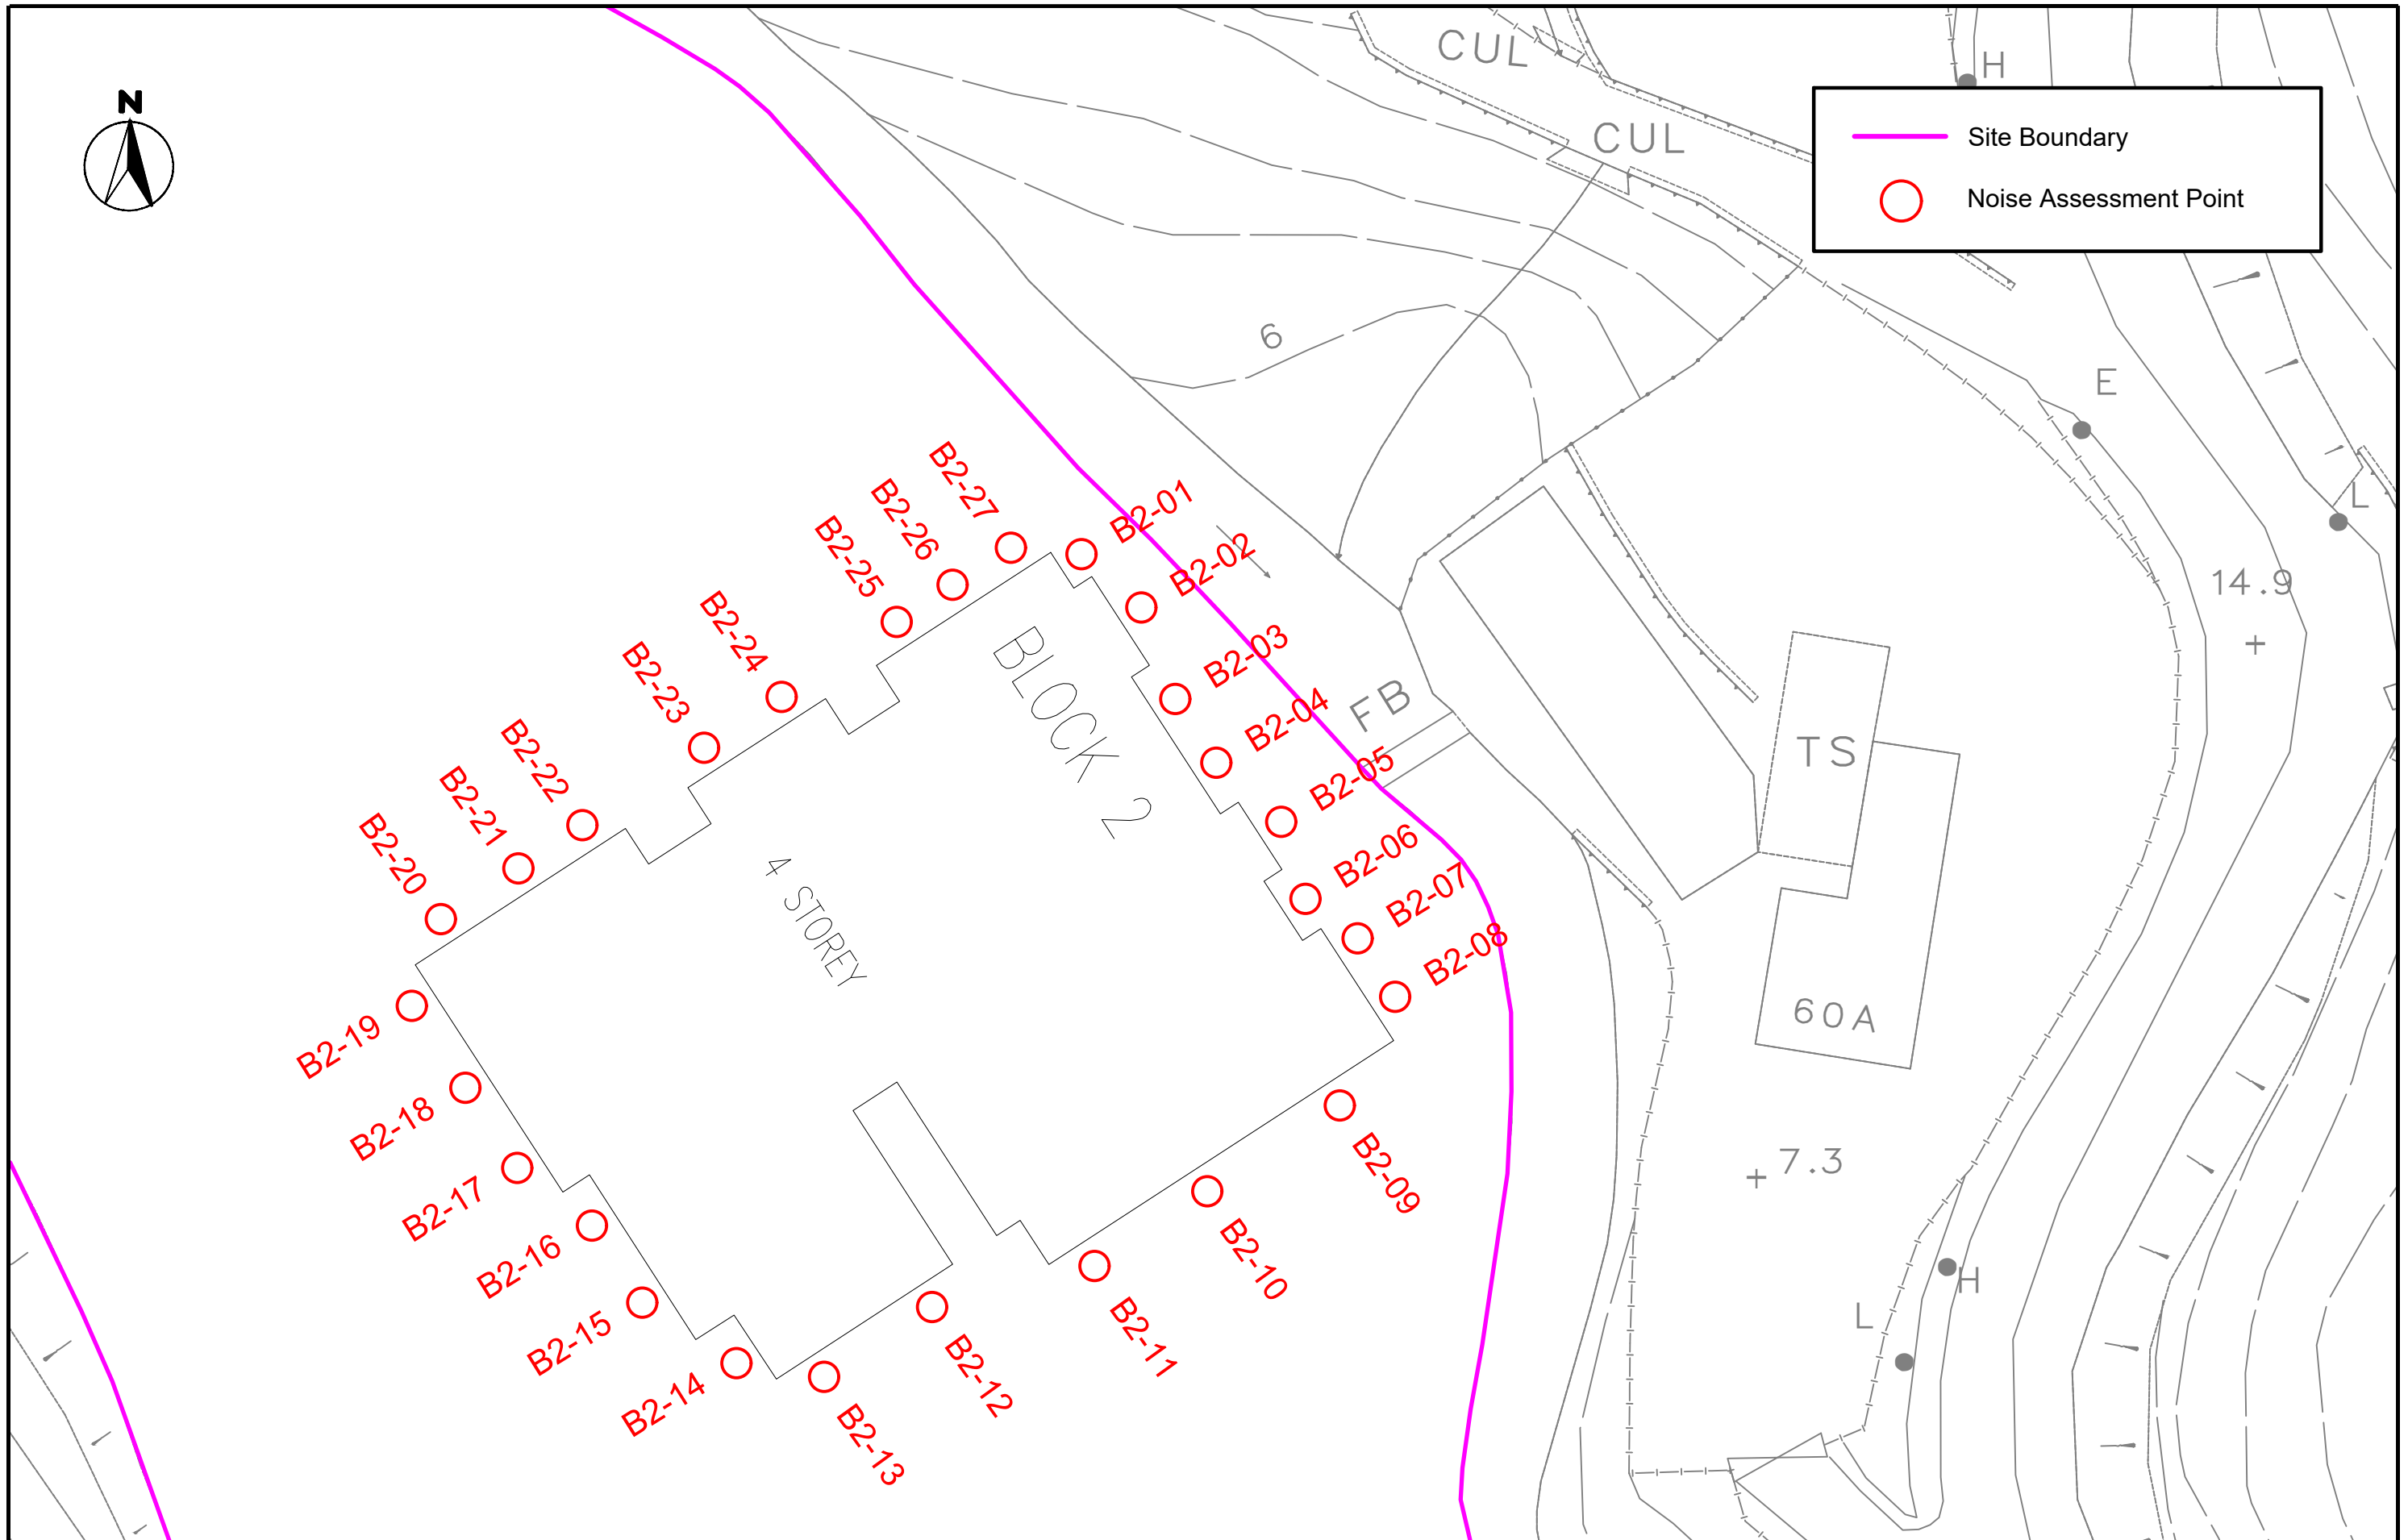 N
CUL
CUL
H
Site Boundary
Noise Assessment Point
6
E
L
14.9
B2-27
B2-01
B2-26
B2-02
B2-25
B2-24
B2-03
B2-23
B2-04
B2-22
B2-05
B2-21
B2-06
B2-20
B2-07
B2-08
BLOCK 2
4 STOREY
FB
TS
60A
B2-19
B2-18
B2-17
B2-16
B2-15
B2-14
B2-13
B2-12
B2-11
B2-10
B2-09
7.3
H
L